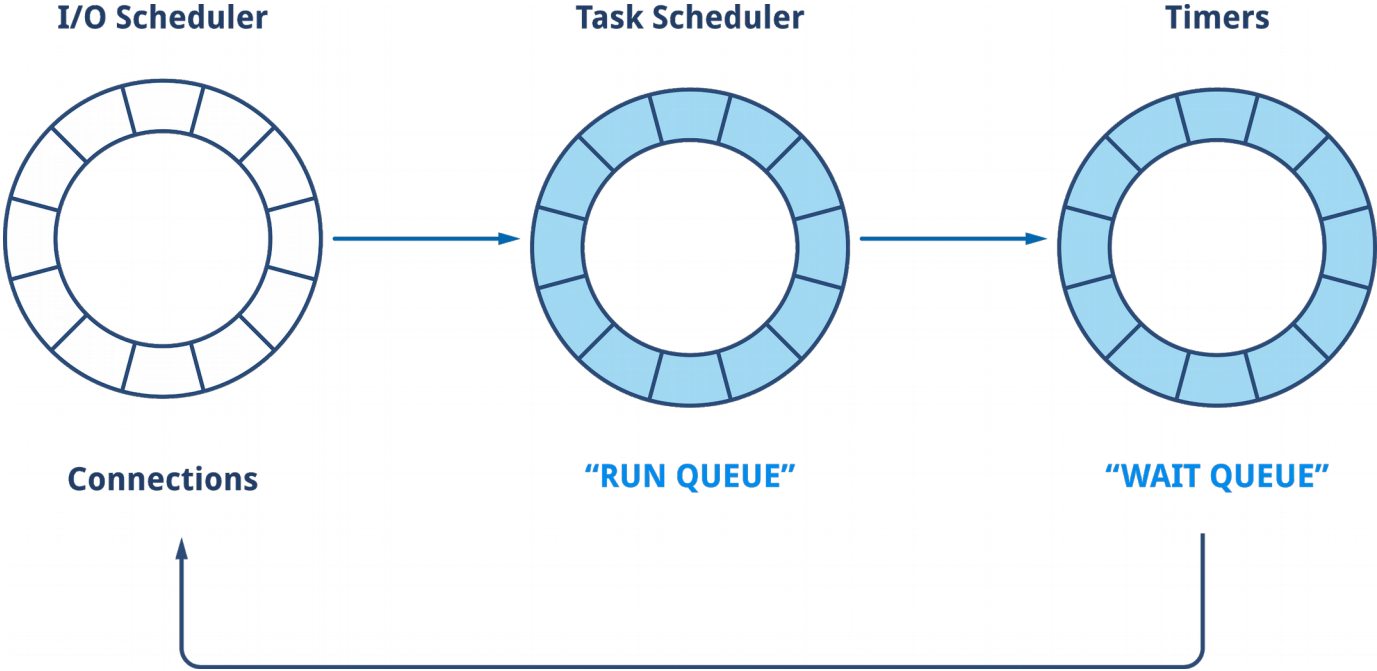 I/O Scheduler
Task Scheduler
Timers
Connections
“RUN QUEUE”
“WAIT QUEUE”